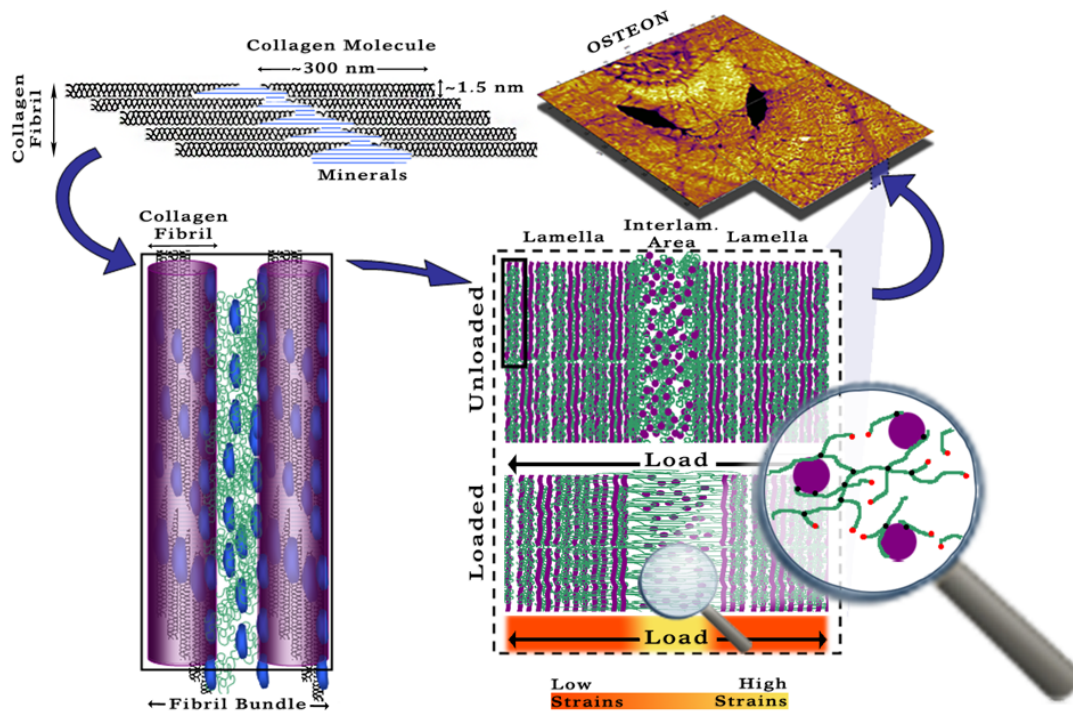 Collagen Molecule
~300 nm
~1.5 nm
Collagen
Fibril
Minerals
OSTEON
Collagen
Fibril
Fibril Bundle
Lamella
Interlam.
Area
Lamella
Unloaded
Load
Loaded
Load
Low
Strains
High
Strains